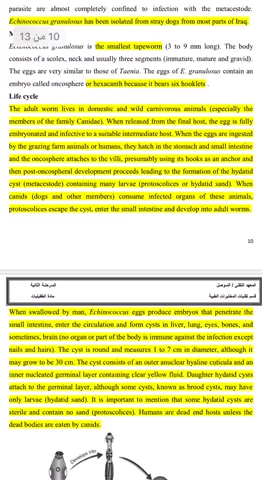 parasite are almost completely confined to infection with the metacestode.
Echinococcus granulosus has been isolated from stray dogs from most parts of Iraq.
M
10 من 13
Echinococcus granulosus is the smallest tapeworm (3 to 9 mm long). The body
consists of a scolex, neck and usually three segments (immature, mature and gravid).
The eggs are very similar to those of Taenia. The eggs of E. granulosus contain an
embryo called oncosphere or hexacanth because it bears six hooklets .
Life cycle
The adult worm lives in domestic and wild carnivorous animals (especially the
members of the family Canidae). When released from the final host, the egg is fully
embryonated and infective to a suitable intermediate host. When the eggs are ingested
by the grazing farm animals or humans, they hatch in the stomach and small intestine
and the oncosphere attaches to the villi, presumably using its hooks as an anchor and
then post-oncospheral development proceeds leading to the formation of the hydatid
cyst (metacestode) containing many larvae (protoscolices or hydatid sand). When
canids (dogs and other members) consume infected organs of these animals,
protoscolices escape the cyst, enter the small intestine and develop into adult worms.
10
المعهد التقني / الموصل
المرحلة الثانية
قسم تقنيات المختبرات الطبية
مادة الطفيليات
When swallowed by man, Echinococcus eggs produce embryos that penetrate the
small intestine, enter the circulation and form cysts in liver, lung, eyes, bones, and
sometimes, brain (no organ or part of the body is immune against the infection except
nails and hairs). The cyst is round and measures 1 to 7 cm in diameter, although it
may grow to be 30 cm. The cyst consists of an outer anuclear hyaline cuticula and an
inner nucleated germinal layer containing clear yellow fluid. Daughter hydatid cysts
attach to the germinal layer, although some cysts, known as brood cysts, may have
only larvae (hydatid sand). It is important to mention that some hydatid cysts are
sterile and contain no sand (protoscolices). Humans are dead end hosts unless the
dead bodies are eaten by canids.
Develops into